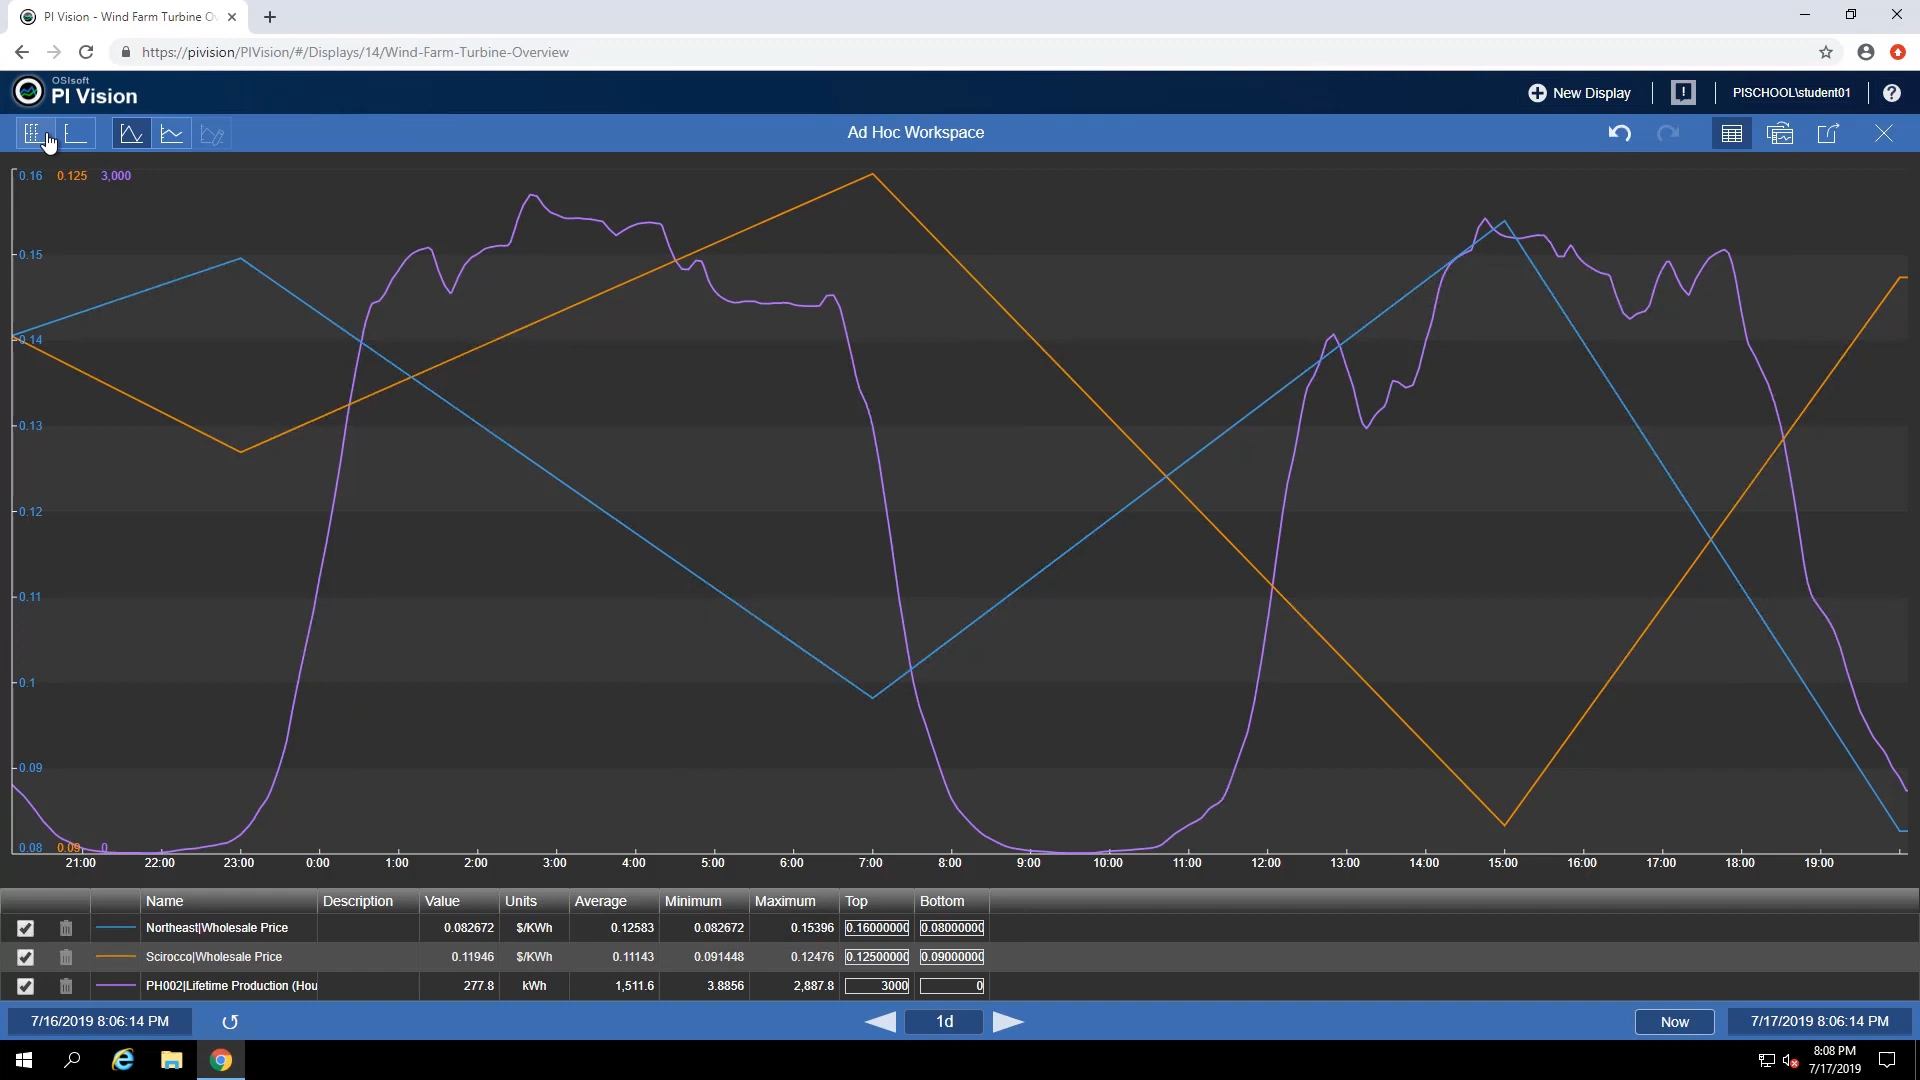 PI Vision - Wind Farm Turbine O
https://pivision/PIVision/#/Displays/14/Wind-Farm-Turbine-Overview
OSIsoft
PI Vision
New Display
PISCHOOL\student01
Ad Hoc Workspace
0.16 0.125 3,000
0.15
0.14
0.13
0.12
0.11
0.1
0.09
0.08 0.09 0
21:00 22:00 23:00 0:00 1:00 2:00 3:00 4:00 5:00 6:00 7:00 8:00 9:00 10:00 11:00 12:00 13:00 14:00 15:00 16:00 17:00 18:00 19:00
Name Description Value Units Average Minimum Maximum Top Bottom
Northeast|Wholesale Price 0.082672 $/KWh 0.12583 0.082672 0.15396 0.16000000 0.08000000
Scirocco|Wholesale Price 0.11946 $/KWh 0.11143 0.091448 0.12476 0.12500000 0.09000000
PH002|Lifetime Production (Hou 277.8 kWh 1,511.6 3.8856 2,887.8 3000 0
7/16/2019 8:06:14 PM 1d Now 7/17/2019 8:06:14 PM
8:08 PM
7/17/2019